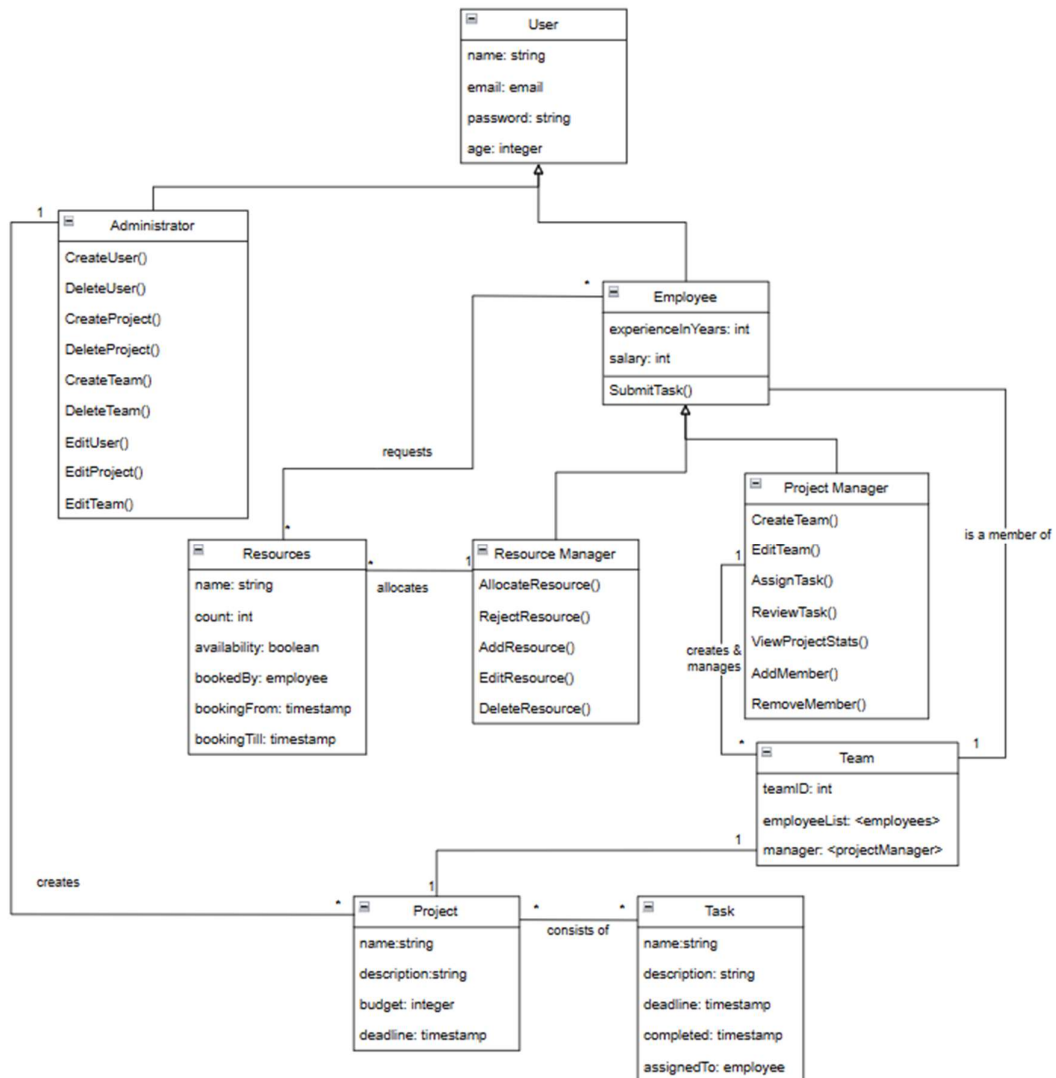 User
name: string
email: email
password: string
age: integer
1
Administrator
CreateUser()
DeleteUser()
CreateProject()
DeleteProject()
CreateTeam()
DeleteTeam()
EditUser()
EditProject()
EditTeam()
*
Employee
experienceInYears: int
salary: int
SubmitTask()
requests
*
Resources
name: string
count: int
availability: boolean
bookedBy: employee
bookingFrom: timestamp
bookingTill: timestamp
*
1
allocates
Resource Manager
AllocateResource()
RejectResource()
AddResource()
EditResource()
DeleteResource()
Project Manager
CreateTeam()
EditTeam()
AssignTask()
ReviewTask()
ViewProjectStats()
AddMember()
RemoveMember()
is a member of
1
creates &
manages
*
1
Team
teamID: int
employeeList: <employees>
manager: <projectManager>
1
1
creates
*
Project
name:string
description:string
budget: integer
deadline: timestamp
*
*
consists of
Task
name:string
description: string
deadline: timestamp
completed: timestamp
assignedTo: employee